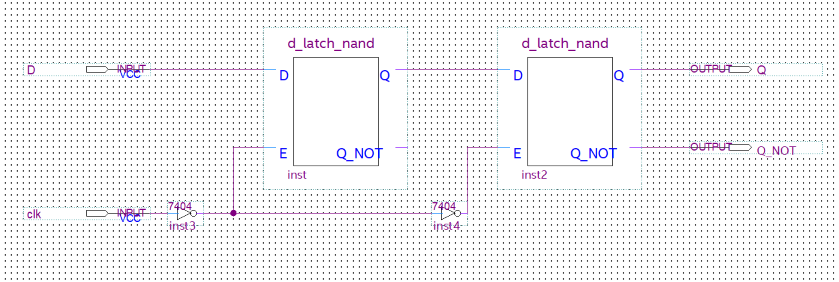 d_latch_nand
d_latch_nand
D
INPUT
VCC
D
Q
D
Q
OUTPUT
Q
E
Q_NOT
E
Q_NOT
OUTPUT
Q_NOT
inst
inst2
clk
INPUT
VCC
7404
inst3
7404
inst4